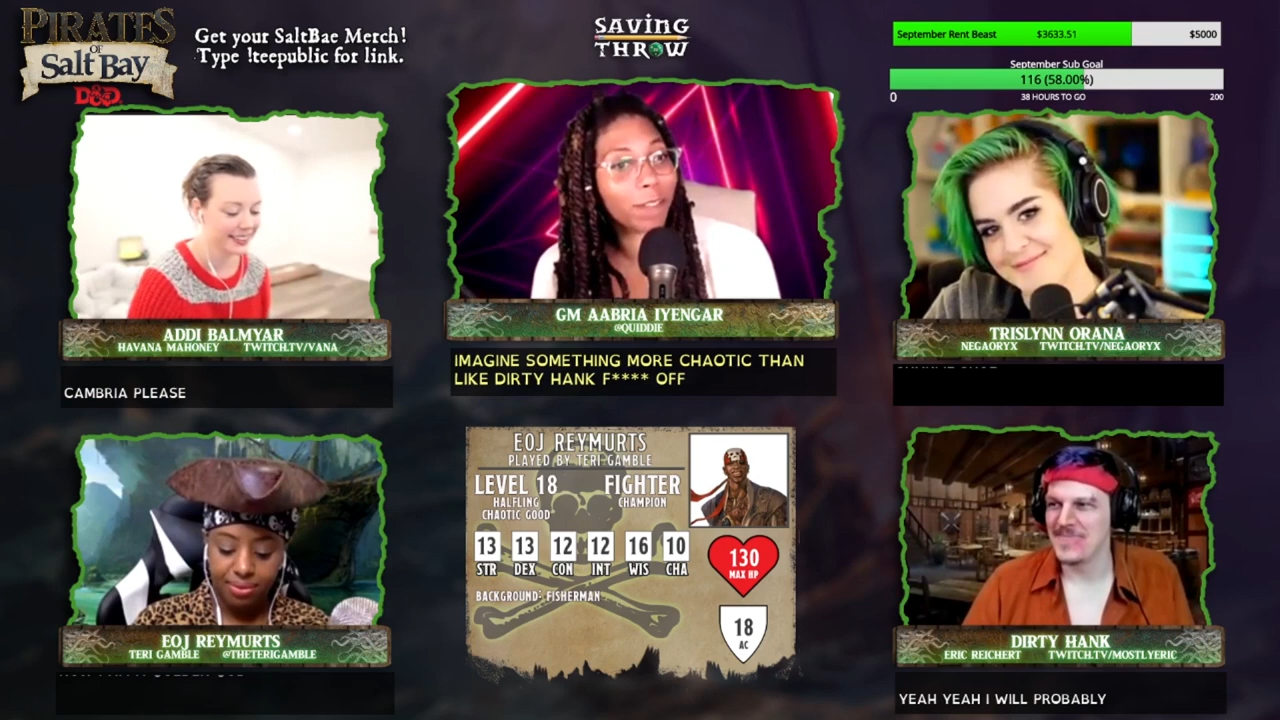 PIRATES
OF
Salt Bay
D&D
Get your SaltBae Merch!
Type !teepublic for link.
SAVING
THROW
September Rent Beast $3633.51 $5000
September Sub Goal
116 (58.00%)
0 38 HOURS TO GO 200
ADDI BALMYAR
HAVANA MAHONEY TWITCH.TV/VANA
CAMBRIA PLEASE
GM AABRIA IYENGAR
@QUIDDIE
IMAGINE SOMETHING MORE CHAOTIC THAN
LIKE DIRTY HANK F**** OFF
TRISLYNN ORANA
NEGAORYX TWITCH.TV/NEGAORYX
EOJ REYMURTS
TERI GAMBLE @THETERIGAMBLE
EOJ REYMURTS
PLAYED BY TERI GAMBLE
LEVEL 18 FIGHTER
HALFLING CHAMPION
CHAOTIC GOOD
13 13 12 12 16 10
STR DEX CON INT WIS CHA
BACKGROUND: FISHERMAN
130
MAX HP
18
AC
DIRTY HANK
ERIC REICHERT TWITCH.TV/MOSTLYERIC
YEAH YEAH I WILL PROBABLY